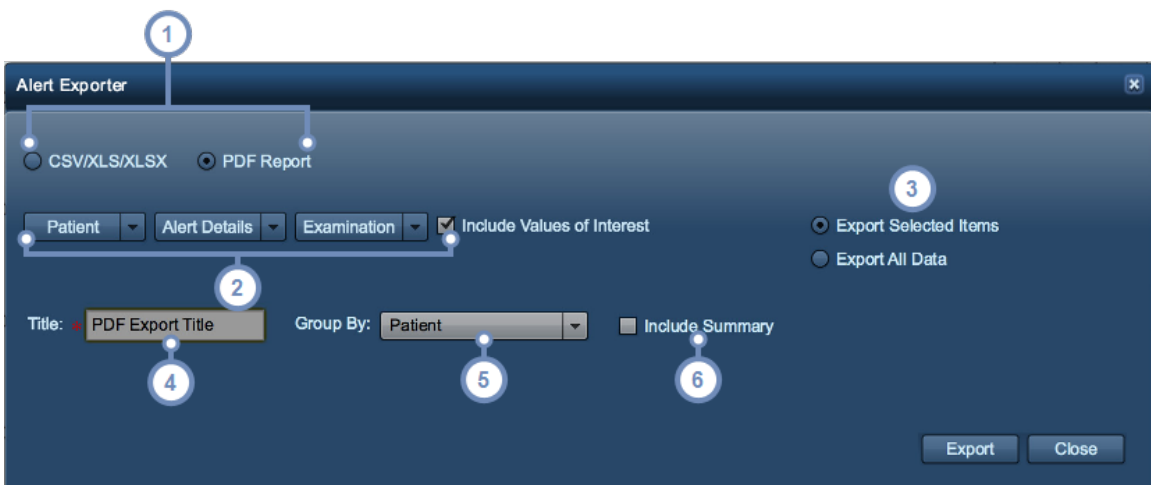 1
Alert Exporter
CSV/XLS/XLSX PDF Report
3
Patient Alert Details Examination Include Values of Interest Export Selected Items
Export All Data
2
Title: * PDF Export Title Group By: Patient Include Summary
4 5 6
Export Close